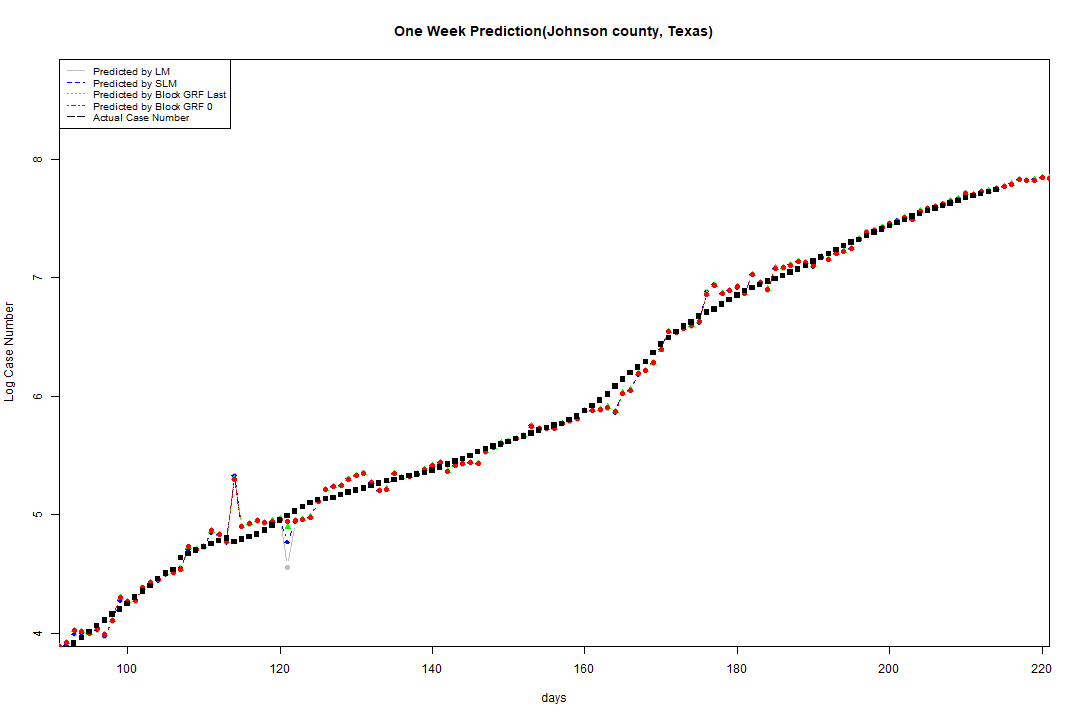 One Week Prediction(Johnson county, Texas)
Predicted by LM
Predicted by SLM
Predicted by Block GRF Last
Predicted by Block GRF 0
Actual Case Number
8
7
6
5
4
Log Case Number
100 120 140 160 180 200 220
days